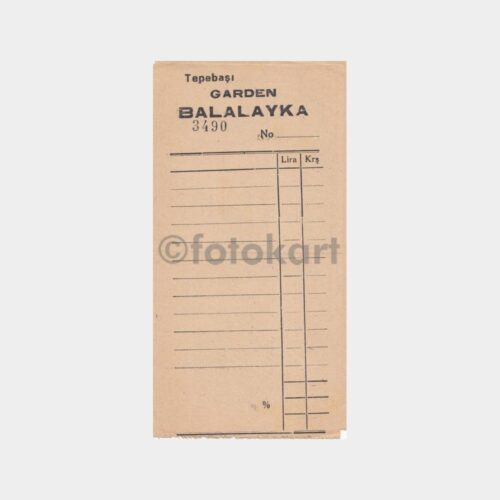 Tepebaşı
GARDEN
BALALAYKA
3490
No
Lira Krş
©fotokart
%